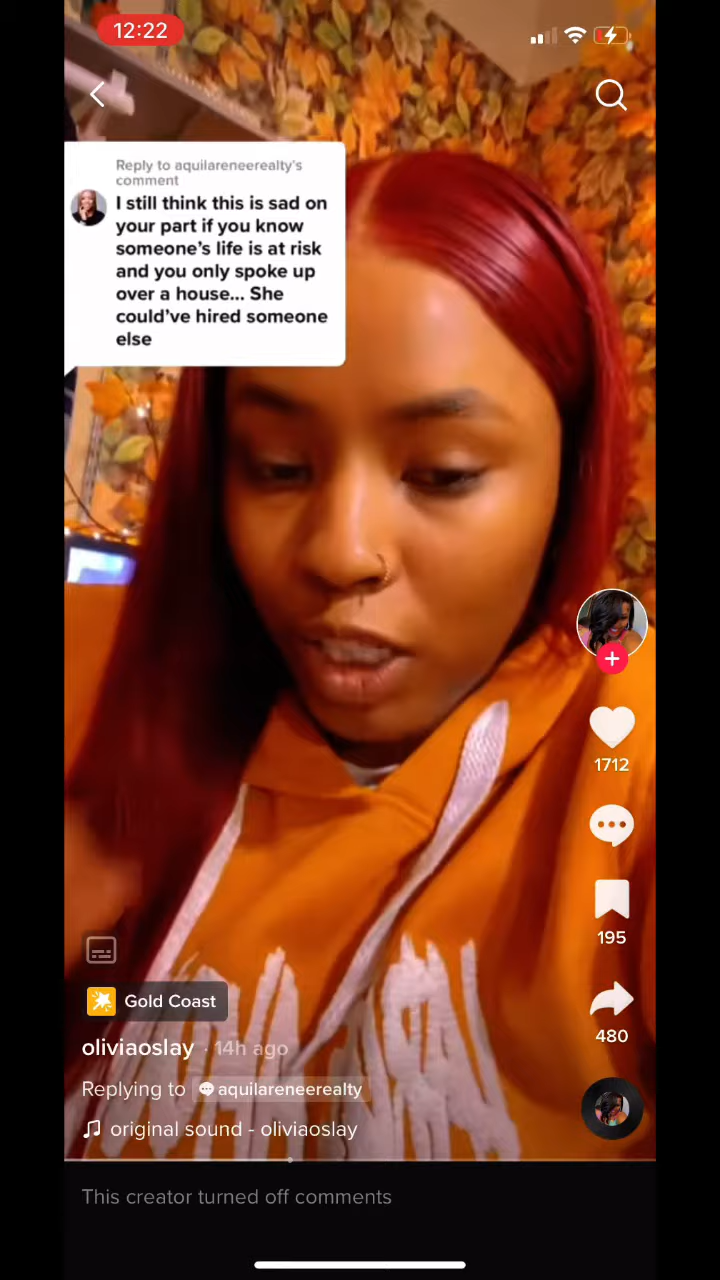 12:22
Reply to aquilareneerealty's
comment
I still think this is sad on
your part if you know
someone's life is at risk
and you only spoke up
over a house... She
could've hired someone
else
1712
195
Gold Coast
480
oliviaoslay · 14h ago
Replying to aquilareneerealty
original sound - oliviaoslay
This creator turned off comments